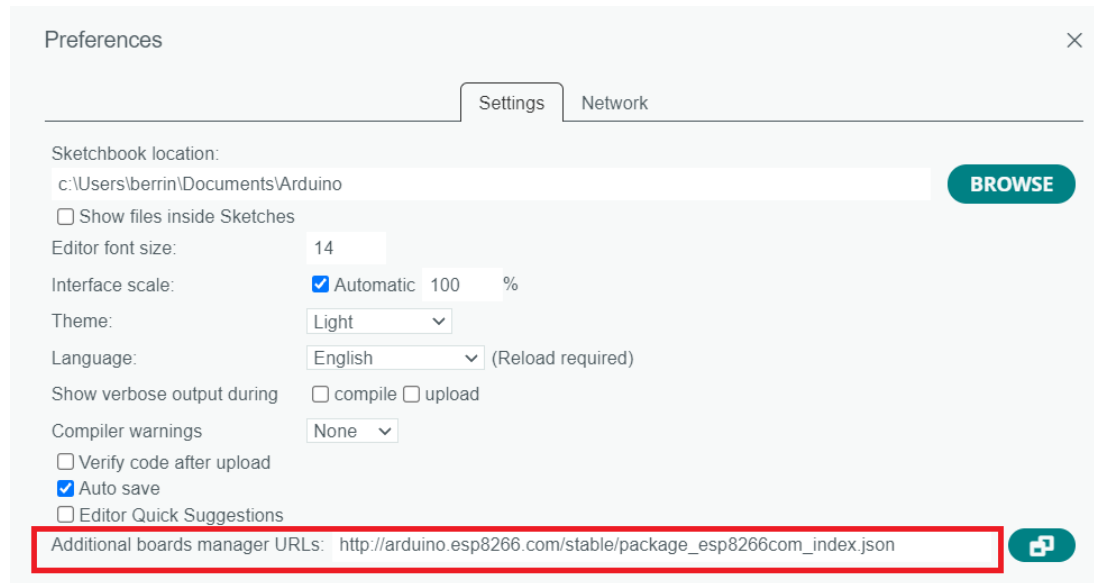 Preferences
Settings Network
Sketchbook location:
c:\Users\berrin\Documents\Arduino
BROWSE
Show files inside Sketches
Editor font size: 14
Interface scale: Automatic 100 %
Theme: Light
Language: English (Reload required)
Show verbose output during compile upload
Compiler warnings None
Verify code after upload
Auto save
Editor Quick Suggestions
Additional boards manager URLs: http://arduino.esp8266.com/stable/package_esp8266com_index.json